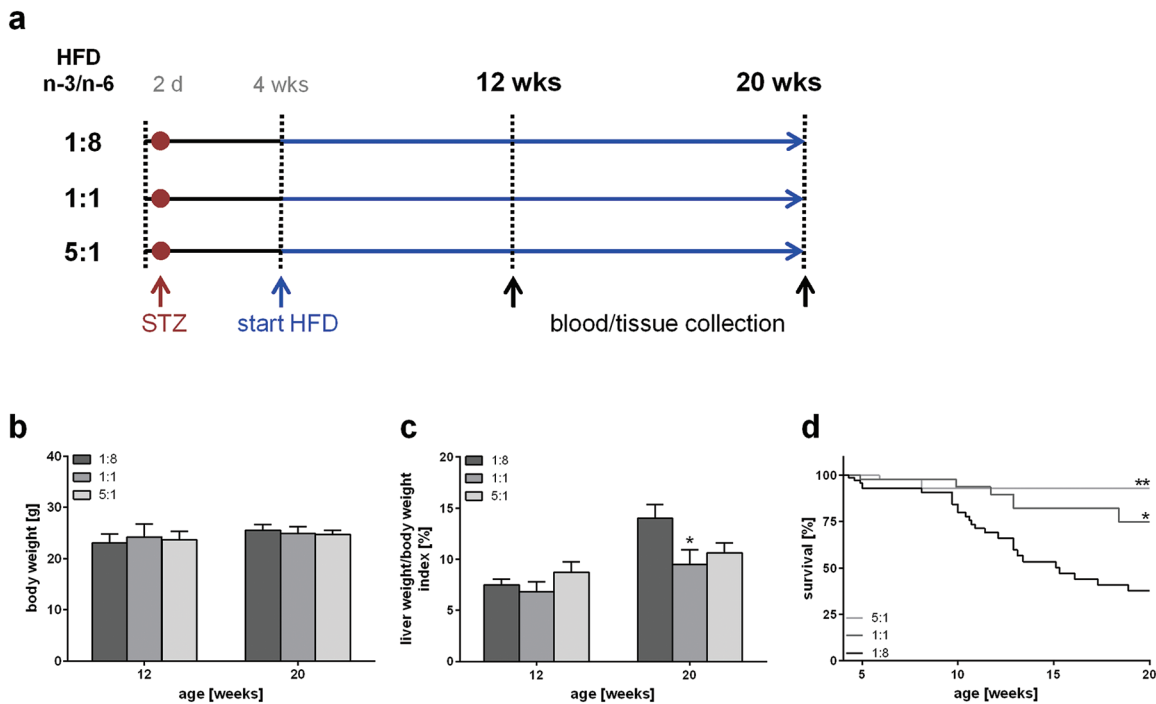 a
HFD
n-3/n-6
2 d
4 wks
12 wks
20 wks
1:8
1:1
5:1
STZ
start HFD
blood/tissue collection
b
body weight [g]
40
30
20
10
0
1:8
1:1
5:1
12
20
age [weeks]
c
liver weight/body weight
index [%]
20
15
10
5
0
1:8
1:1
5:1
*
12
20
age [weeks]
d
survival [%]
100
75
50
25
0
**
*
5:1
1:1
1:8
5
10
15
20
age [weeks]